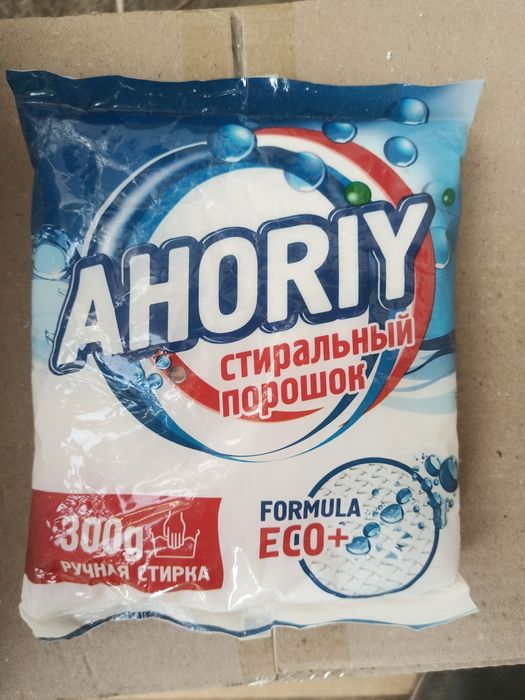 AHORIY
стиральный
порошок
FORMULA
ECO+
300g
РУЧНАЯ СТИРКА